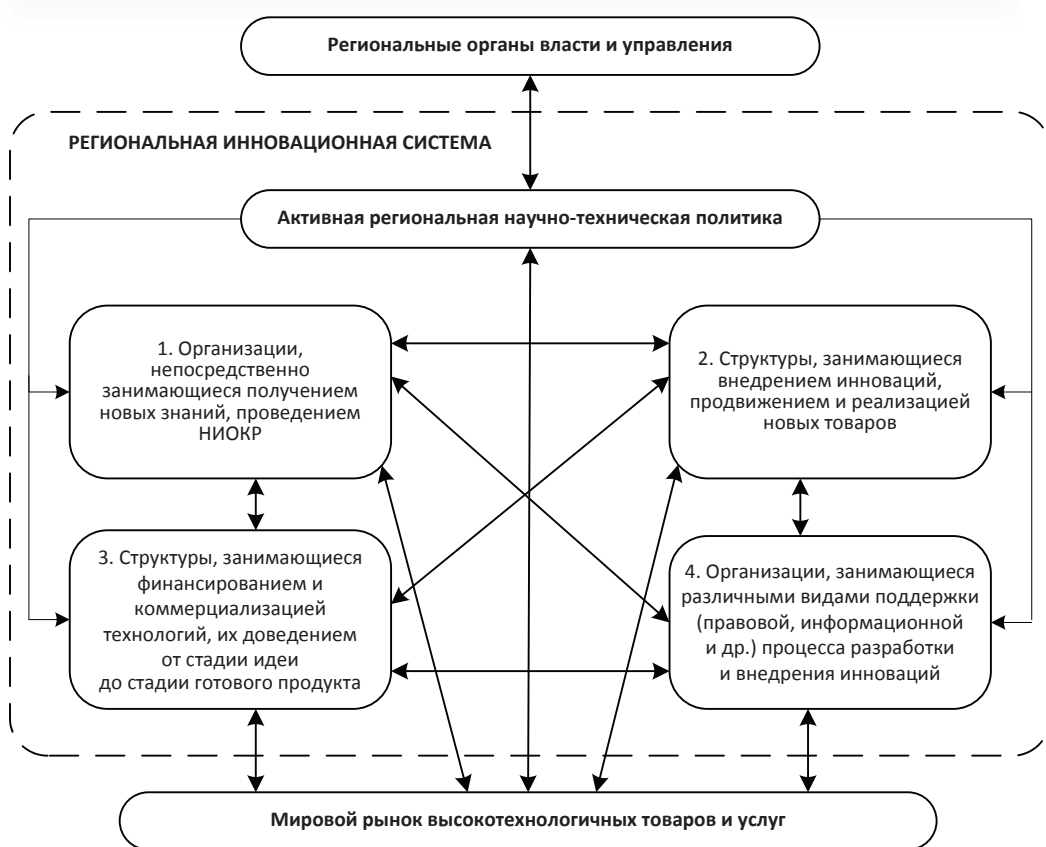 Региональные органы власти и управления
РЕГИОНАЛЬНАЯ ИННОВАЦИОННАЯ СИСТЕМА
Активная региональная научно-техническая политика
1. Организации,
непосредственно
занимающиеся получением
новых знаний, проведением
НИОКР
2. Структуры, занимающиеся
внедрением инноваций,
продвижением и реализацией
новых товаров
3. Структуры, занимающиеся
финансированием и
коммерциализацией
технологий, их доведением
от стадии идеи
до стадии готового продукта
4. Организации, занимающиеся
различными видами поддержки
(правовой, информационной
и др.) процесса разработки
и внедрения инноваций
Мировой рынок высокотехнологичных товаров и услуг